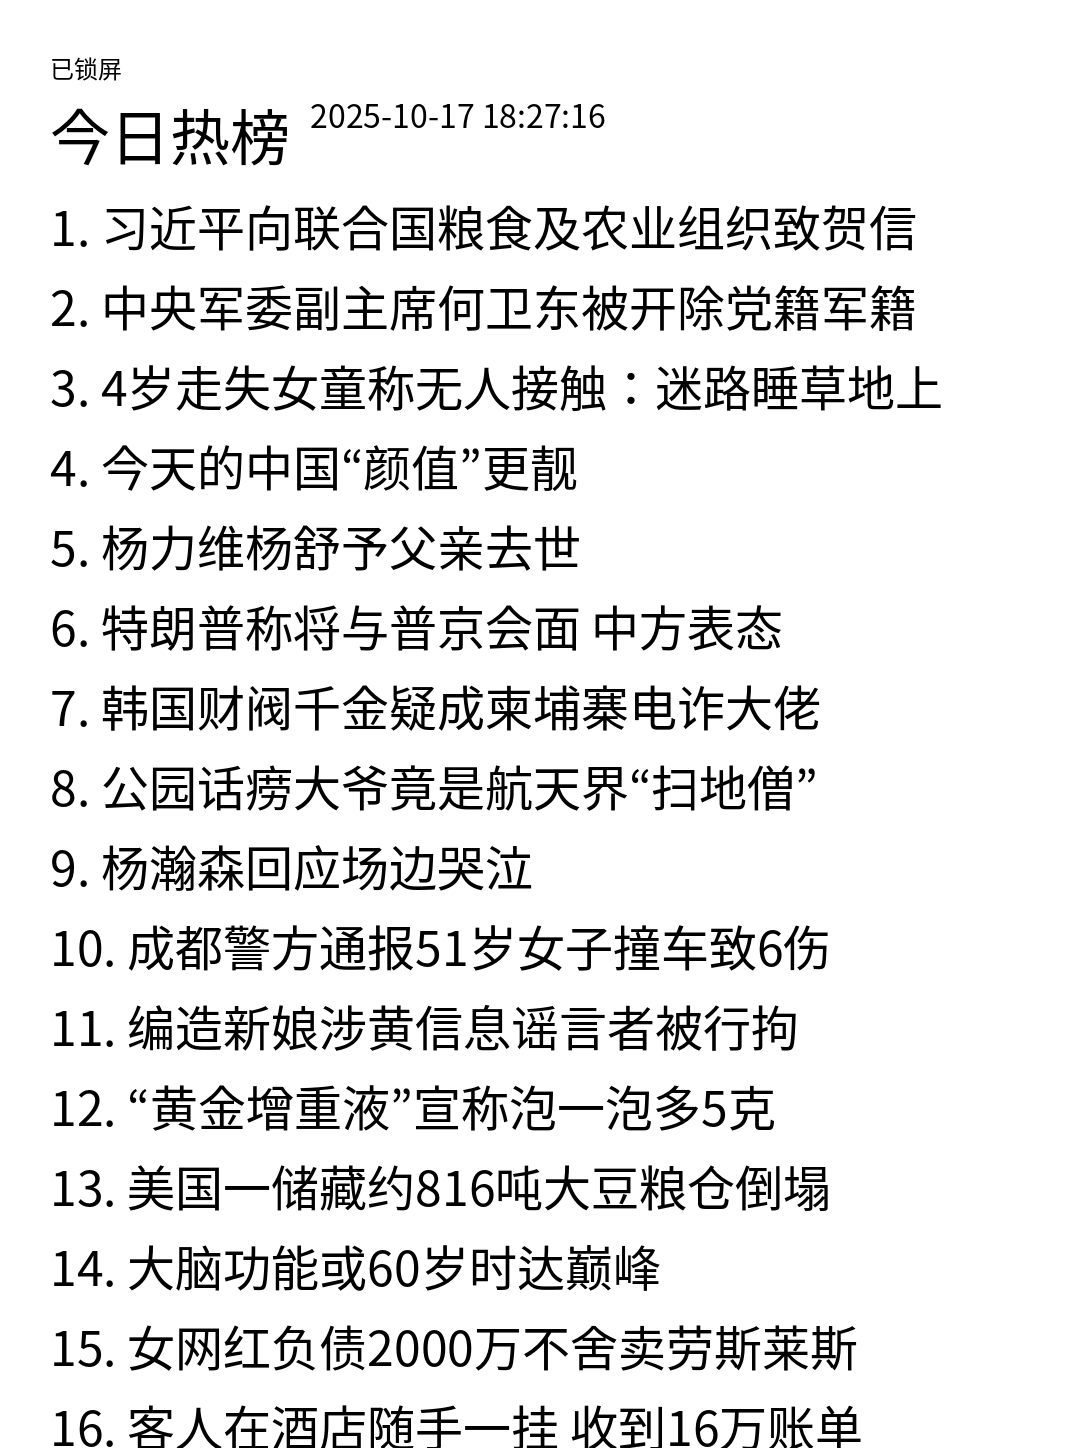 已锁屏
今日热榜 2025-10-17 18:27:16
1. 习近平向联合国粮食及农业组织致贺信
2. 中央军委副主席何卫东被开除党籍军籍
3. 4岁走失女童称无人接触：迷路睡草地上
4. 今天的中国“颜值”更靓
5. 杨力维杨舒予父亲去世
6. 特朗普称将与普京会面 中方表态
7. 韩国财阀千金疑成柬埔寨电诈大佬
8. 公园话痨大爷竟是航天界“扫地僧”
9. 杨瀚森回应场边哭泣
10. 成都警方通报51岁女子撞车致6伤
11. 编造新娘涉黄信息谣言者被行拘
12. “黄金增重液”宣称泡一泡多5克
13. 美国一储藏约816吨大豆粮仓倒塌
14. 大脑功能或60岁时达巅峰
15. 女网红负债2000万不舍卖劳斯莱斯
16. 客人在酒店随手一挂 收到16万账单